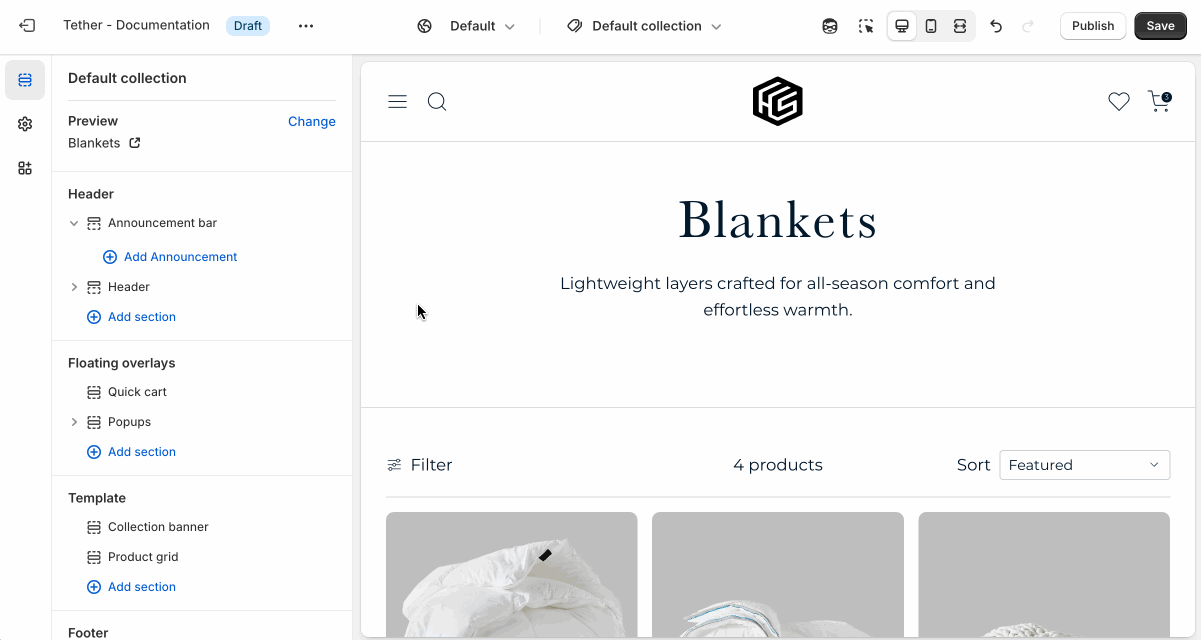 Tether - Documentation Draft ··· Default Default collection Publish Save
Default collection
Preview Change
Blankets
Header
Announcement bar
Add Announcement
Header
Add section
Floating overlays
Quick cart
Popups
Add section
Template
Collection banner
Product grid
Add section
Footer
3
Blankets
Lightweight layers crafted for all-season comfort and
effortless warmth.
Filter 4 products Sort Featured